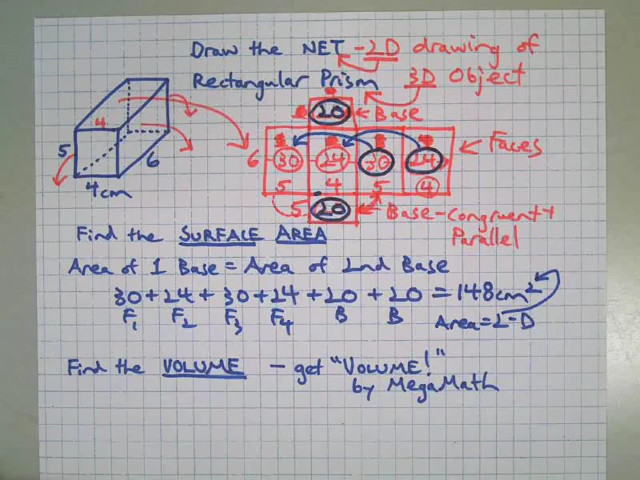 Draw the NET - 2D drawing of
Rectangular Prism 3D Object
20 Base
4
5
6
4cm
6 30 24 30 24 Faces
5 4 5 4
5 20 Base-congruent +
Parallel
Find the SURFACE AREA
Area of 1 Base = Area of 2nd Base
30 + 24 + 30 + 24 + 20 + 20 = 148cm²
F₁ F₂ F₃ F₄ B B Area = 2-D
Find the VOLUME - get "VOLUME!"
by MegaMath